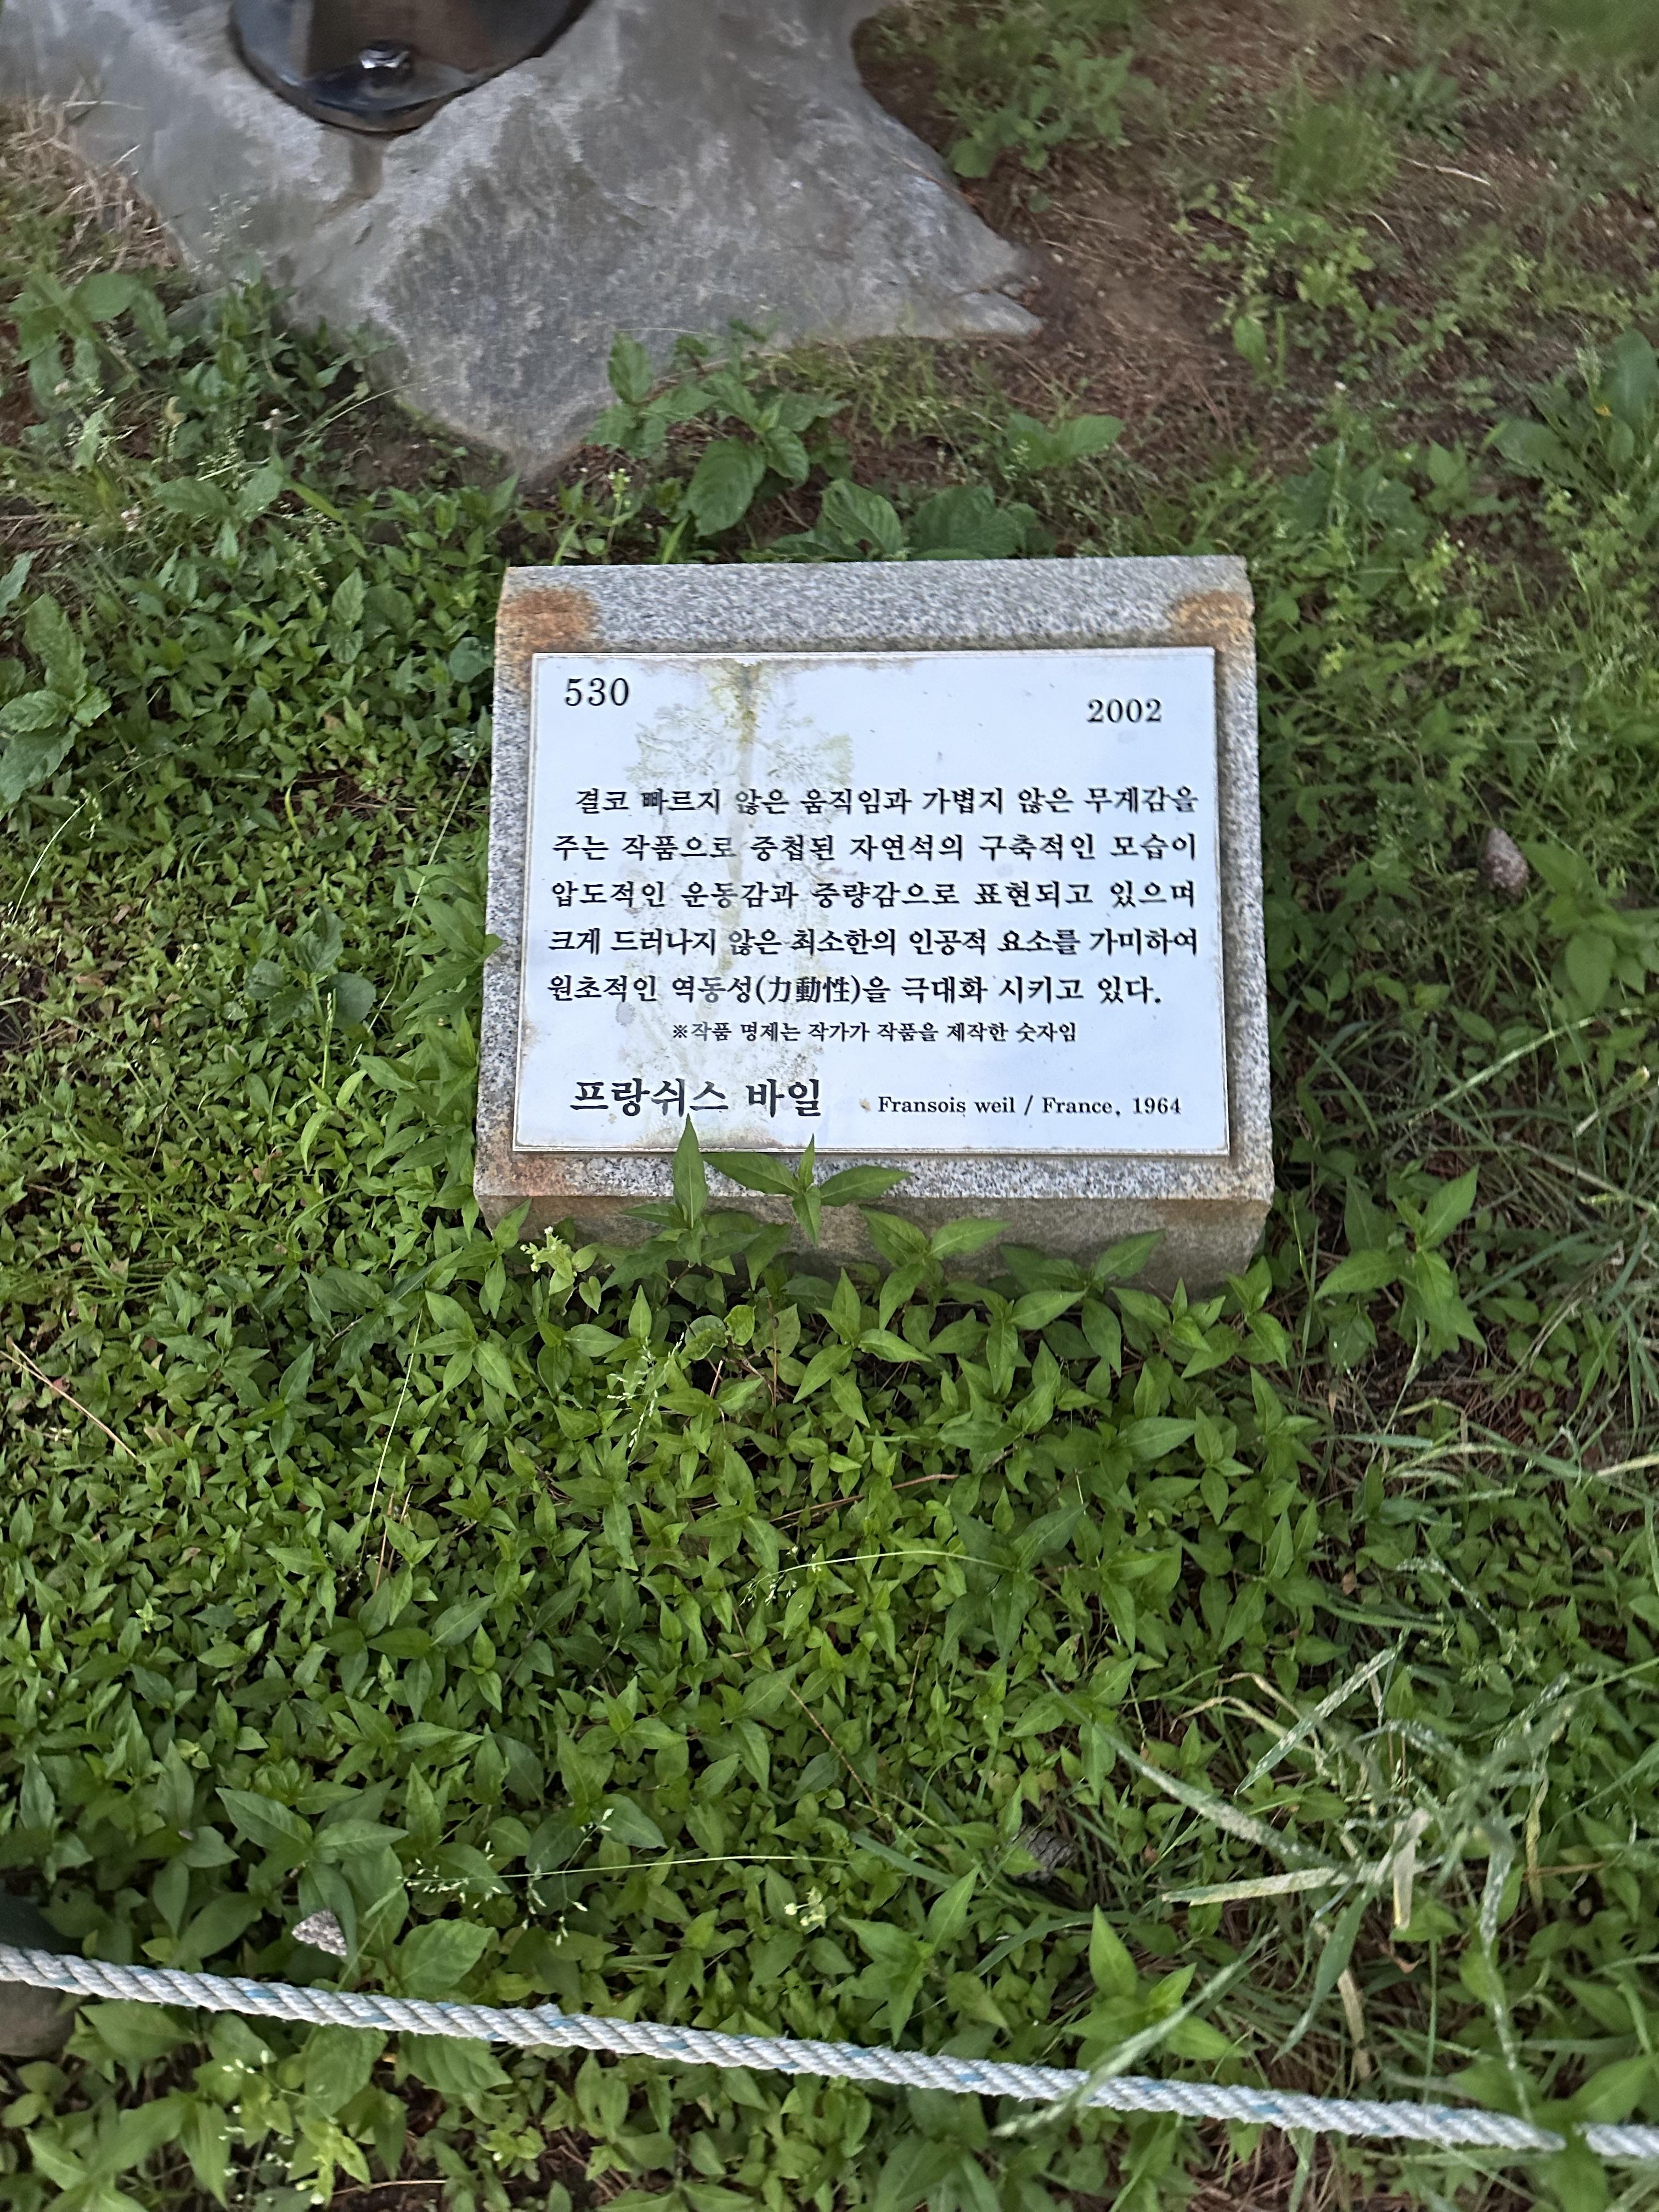 530
2002
결코 빠르지 않은 움직임과 가볍지 않은 무게감을
주는 작품으로 중첩된 자연석의 구축적인 모습이
압도적인 운동감과 중량감으로 표현되고 있으며
크게 드러나지 않은 최소한의 인공적 요소를 가미하여
원초적인 역동성(力動性)을 극대화 시키고 있다.
※작품 명제는 작가가 작품을 제작한 숫자임
프랑쉬스 바일 Fransois weil / France, 1964